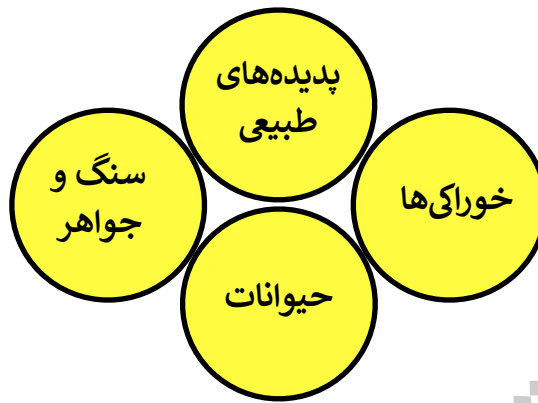 پدیده‌های
طبیعی
خوراکی‌ها
سنگ و
جواهر
حیوانات